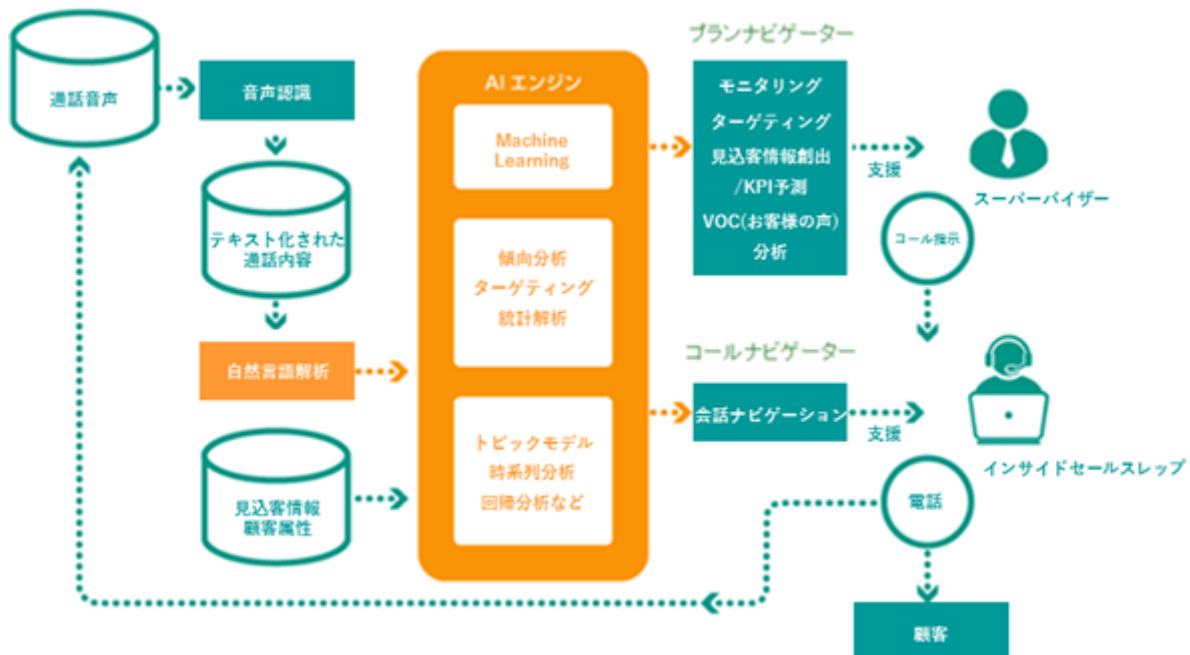 通話音声
音声認識
テキスト化された
通話内容
自然言語解析
見込客情報
顧客属性
AI エンジン
Machine
Learning
傾向分析
ターゲティング
統計解析
トピックモデル
時系列分析
回帰分析など
プランナビゲーター
モニタリング
ターゲティング
見込客情報創出
/KPI予測
VOC(お客様の声)
分析
支援
スーパーバイザー
コール指示
コールナビゲーター
会話ナビゲーション
支援
インサイドセールスレップ
電話
顧客